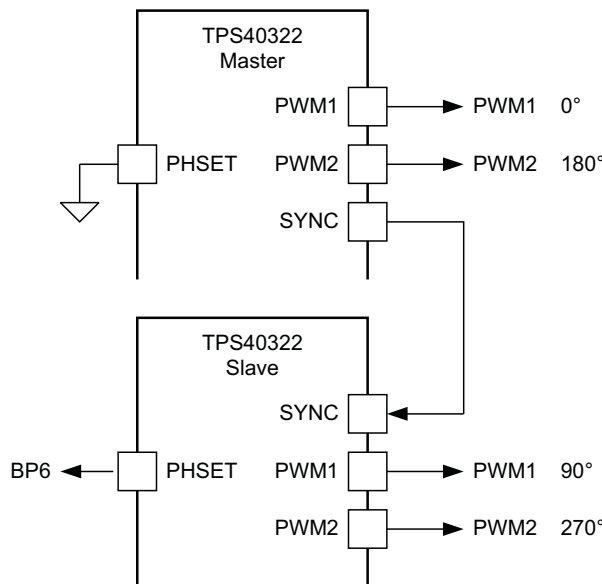 TPS40322
Master
PWM1 PWM1 0°
PHSET PWM2 PWM2 180°
SYNC
TPS40322
Slave
SYNC
BP6 PHSET PWM1 PWM1 90°
PWM2 PWM2 270°